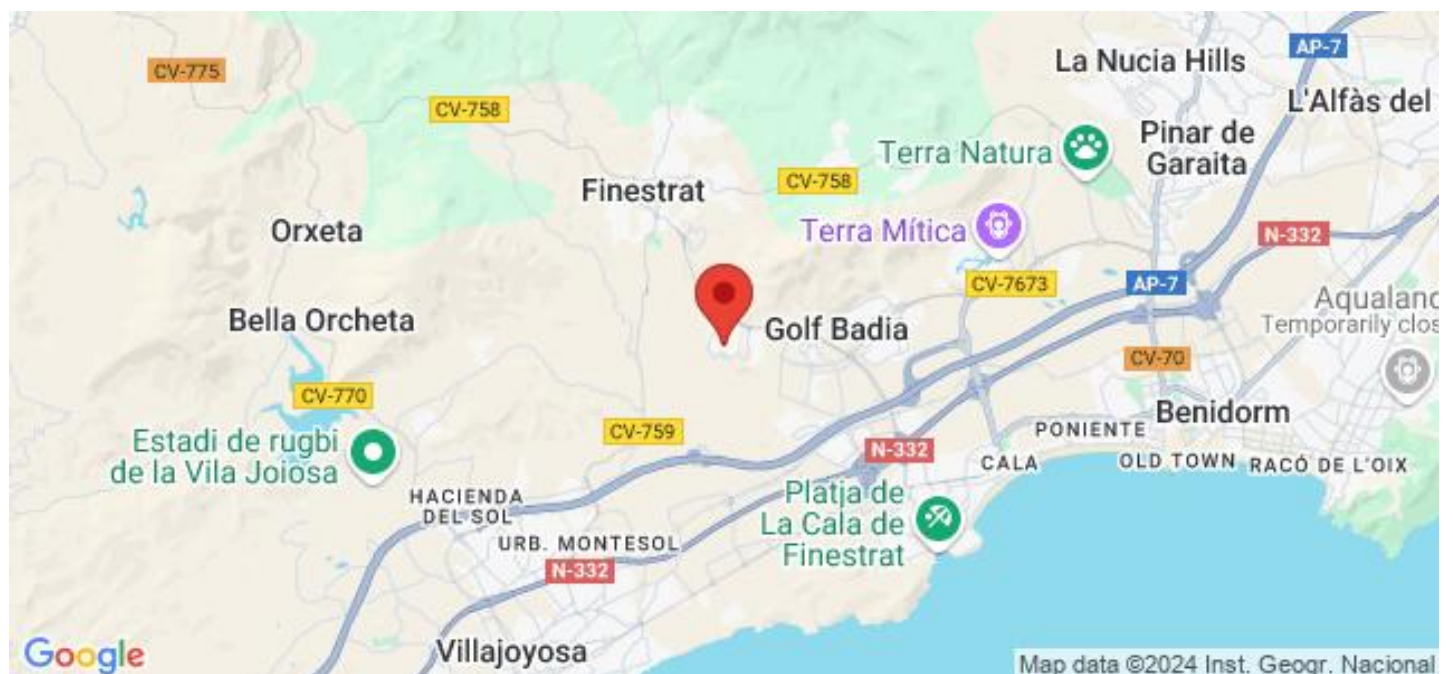 AP-7
La Nucia Hills
CV-775
CV-758
L'Alfàs del
Pinar de
Garaita
Terra Natura
CV-758
Finestrat
Orxeta
Terra Mítica
N-332
CV-7673
AP-7
Aqualand
Temporarily clos
Bella Orcheta
Golf Badia
CV-70
CV-770
Benidorm
CV-759
PONIENTE
Estadi de rugbi
de la Vila Joiosa
N-332
CALA
OLD TOWN
RACÓ DE L'OIX
HACIENDA
DEL SOL
Platja de
La Cala de
Finestrat
URB. MONTESOL
N-332
Villajoyosa
Google
Map data ©2024 Inst. Geogr. Nacional